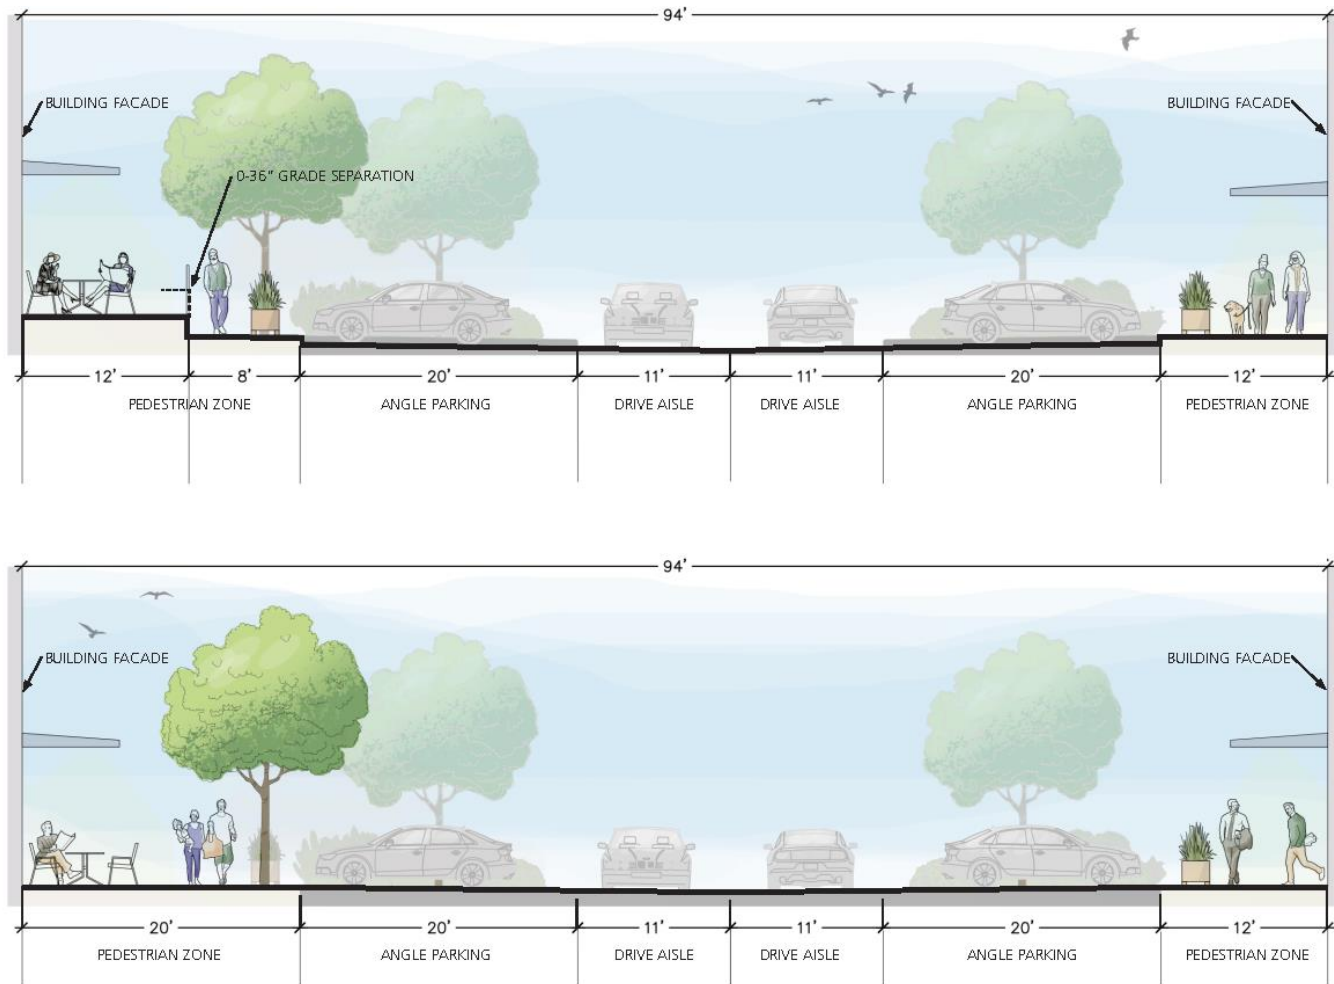 94'
BUILDING FACADE
BUILDING FACADE
0-36" GRADE SEPARATION
12' 8' 20' 11' 11' 20' 12'
PEDESTRIAN ZONE ANGLE PARKING DRIVE AISLE DRIVE AISLE ANGLE PARKING PEDESTRIAN ZONE
94'
BUILDING FACADE
BUILDING FACADE
20' 20' 11' 11' 20' 12'
PEDESTRIAN ZONE ANGLE PARKING DRIVE AISLE DRIVE AISLE ANGLE PARKING PEDESTRIAN ZONE